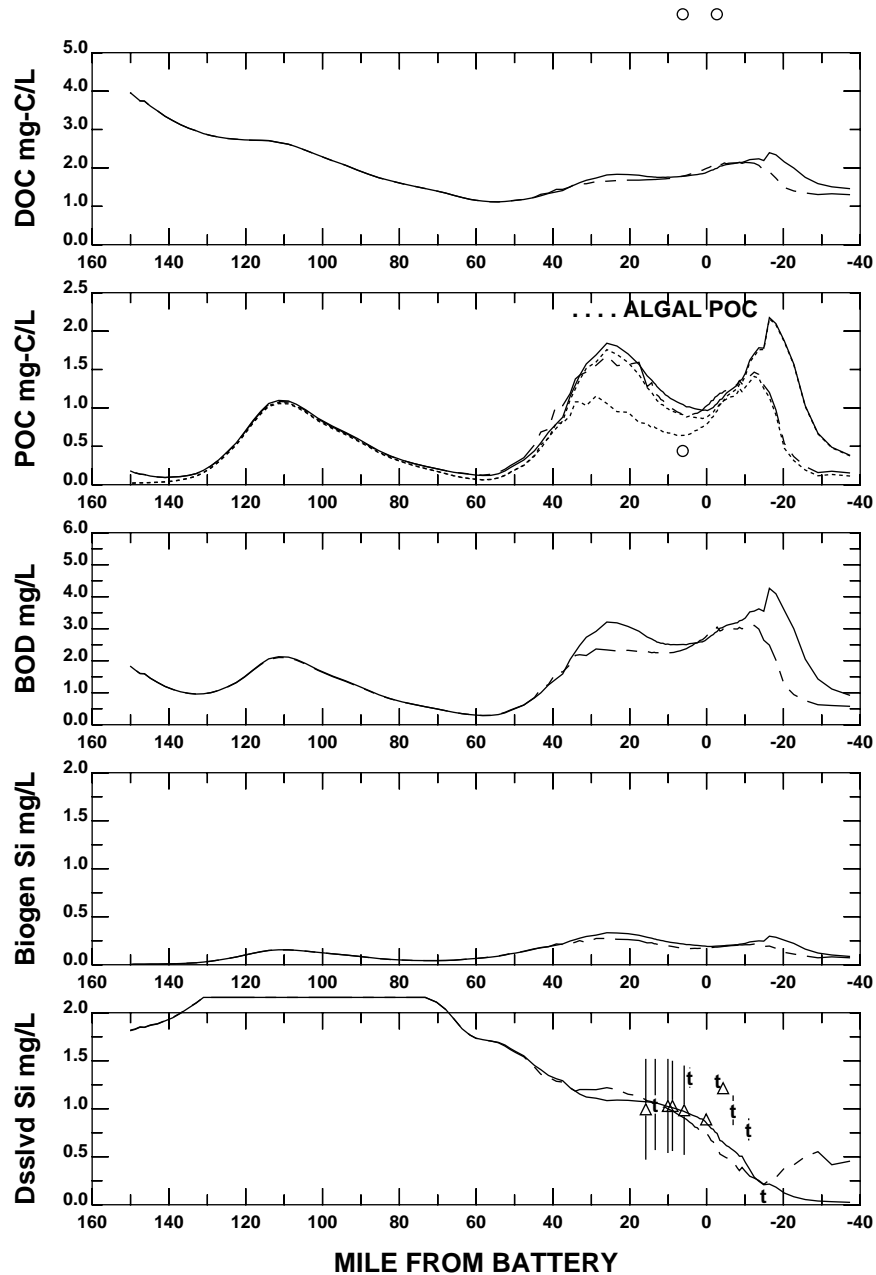 DOC mg-C/L
5.0
4.0
3.0
2.0
1.0
0.0
160 140 120 100 80 60 40 20 0 -20 -40
POC mg-C/L
2.5
2.0
1.5
1.0
0.5
0.0
. . . . ALGAL POC
160 140 120 100 80 60 40 20 0 -20 -40
BOD mg/L
6.0
5.0
4.0
3.0
2.0
1.0
0.0
160 140 120 100 80 60 40 20 0 -20 -40
Biogen Si mg/L
2.0
1.5
1.0
0.5
0.0
160 140 120 100 80 60 40 20 0 -20 -40
Dsslvd Si mg/L
2.0
1.5
1.0
0.5
0.0
t t
t t
t
t
160 140 120 100 80 60 40 20 0 -20 -40
MILE FROM BATTERY